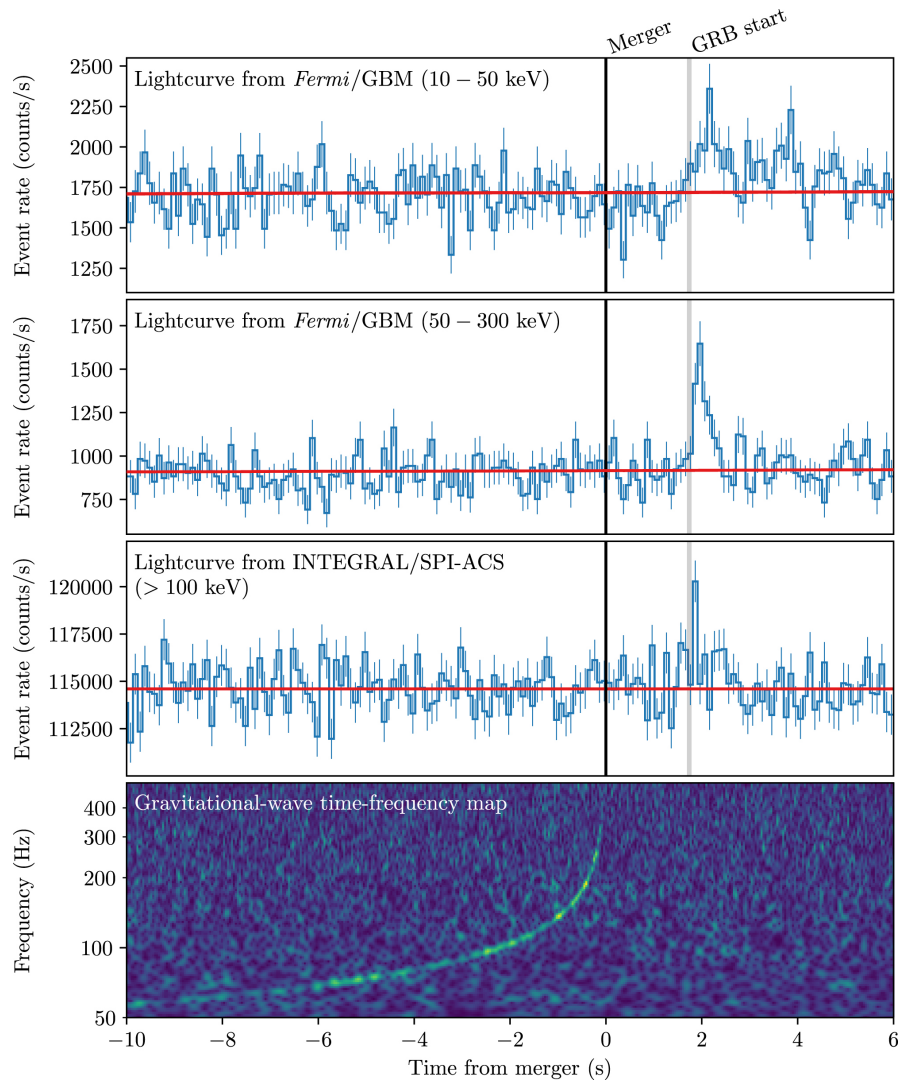 Merger
GRB start
Lightcurve from Fermi/GBM (10 − 50 keV)
Event rate (counts/s)
2500
2250
2000
1750
1500
1250
Lightcurve from Fermi/GBM (50 − 300 keV)
Event rate (counts/s)
1750
1500
1250
1000
750
Lightcurve from INTEGRAL/SPI-ACS
(> 100 keV)
Event rate (counts/s)
120000
117500
115000
112500
Gravitational-wave time-frequency map
Frequency (Hz)
400
300
200
100
50
−10 −8 −6 −4 −2 0 2 4 6
Time from merger (s)